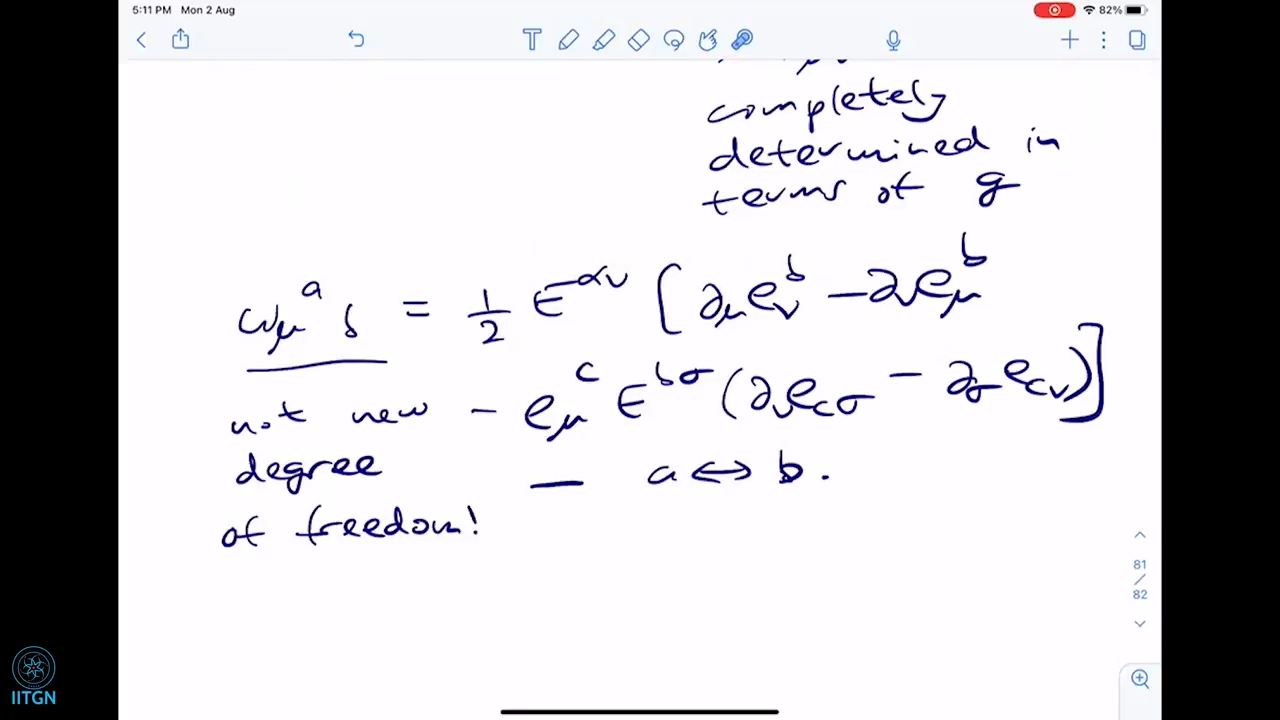 5:11 PM Mon 2 Aug 82%
completely
determined in
terms of g
ω_μ^a_b = 1/2 E^{aν} [∂_μ e_ν^b − ∂_ν e_μ^b
not new − e_μ^c E^{bσ} (∂_ν e_{cσ} − ∂_σ e_{cν})]
degree − a ↔ b.
of freedom!
81
/
82
IITGN